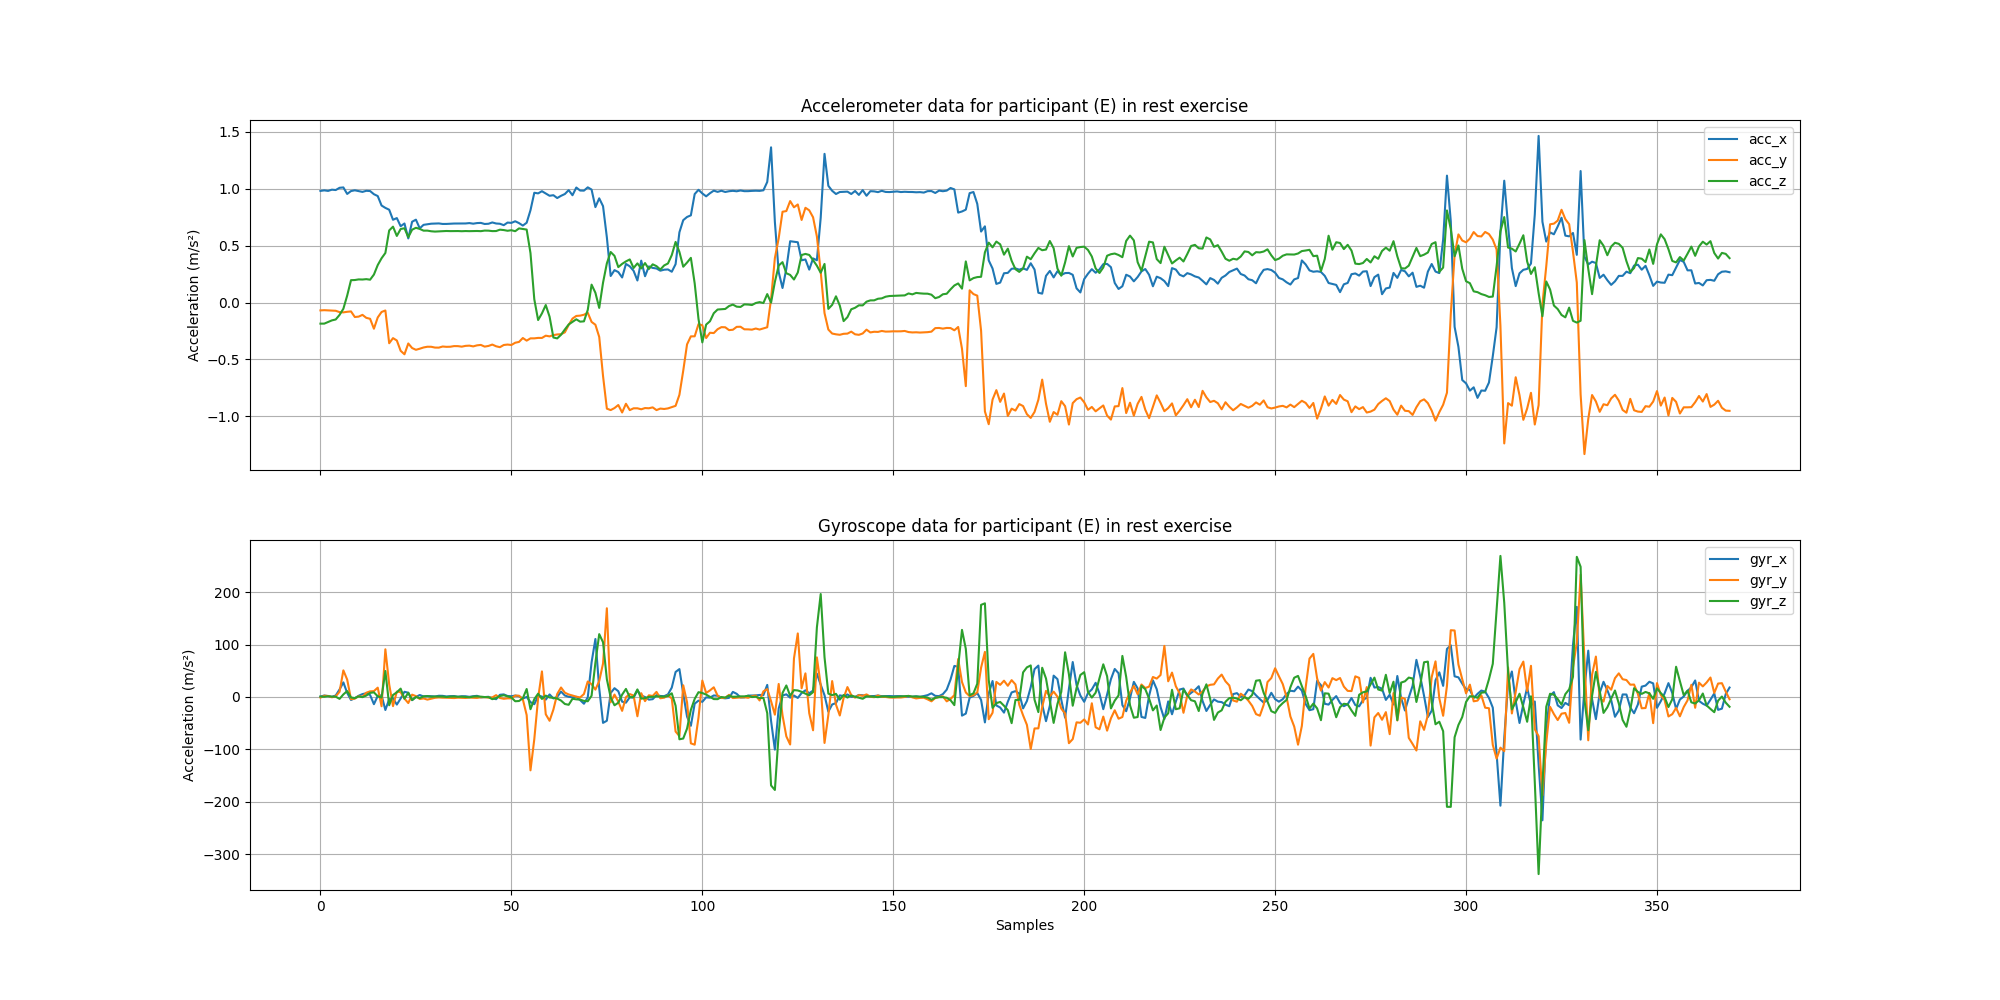 Accelerometer data for participant (E) in rest exercise
Acceleration (m/s²)
1.5
1.0
0.5
0.0
−0.5
−1.0
acc_x
acc_y
acc_z
Gyroscope data for participant (E) in rest exercise
Acceleration (m/s²)
200
100
0
−100
−200
−300
gyr_x
gyr_y
gyr_z
0 50 100 150 200 250 300 350
Samples